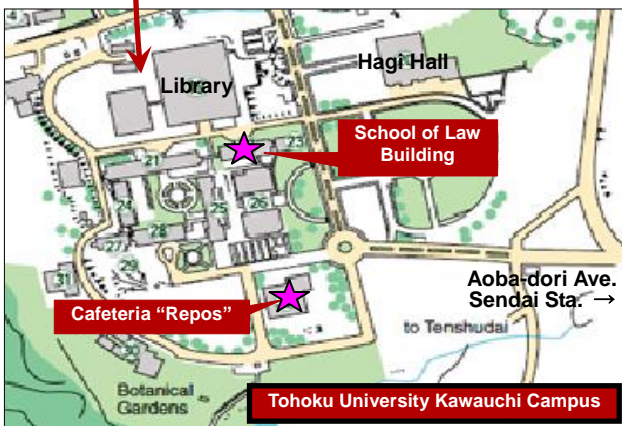 Library
Hagi Hall
School of Law
Building
23
21
24
25
26
28
27
29
31
Cafeteria “Repos”
Aoba-dori Ave.
Sendai Sta. →
to Tenshudai
Botanical
Gardens
Tohoku University Kawauchi Campus